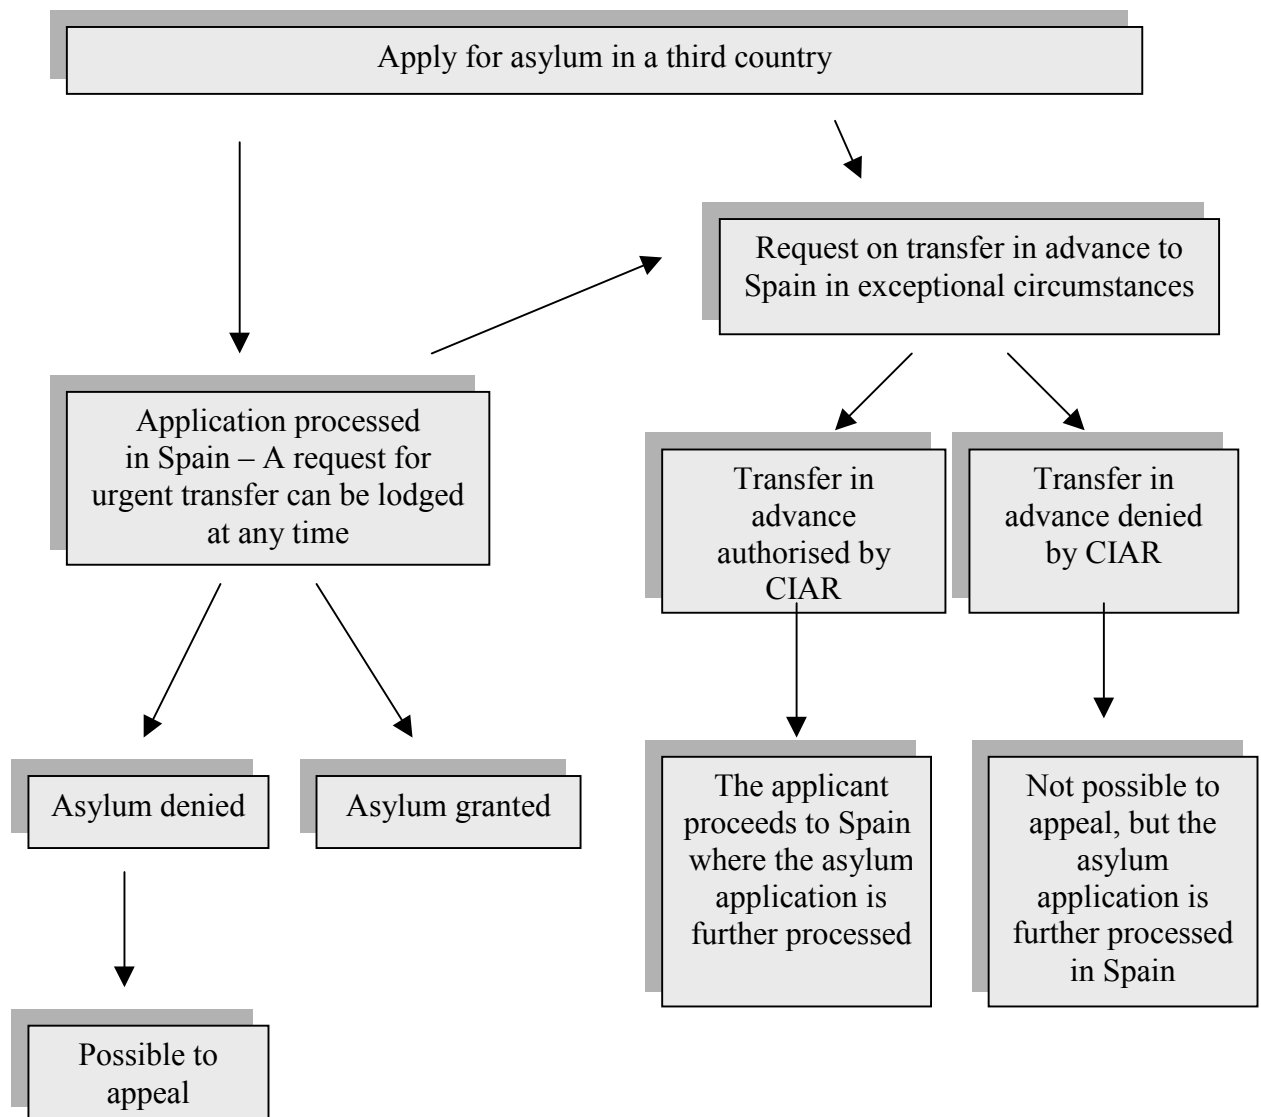 Apply for asylum in a third country
Request on transfer in advance to
Spain in exceptional circumstances
Application processed
in Spain – A request for
urgent transfer can be lodged
at any time
Transfer in
advance
authorised by
CIAR
Transfer in
advance denied
by CIAR
Asylum denied
Asylum granted
The applicant
proceeds to Spain
where the asylum
application is
further processed
Not possible to
appeal, but the
asylum
application is
further processed
in Spain
Possible to
appeal